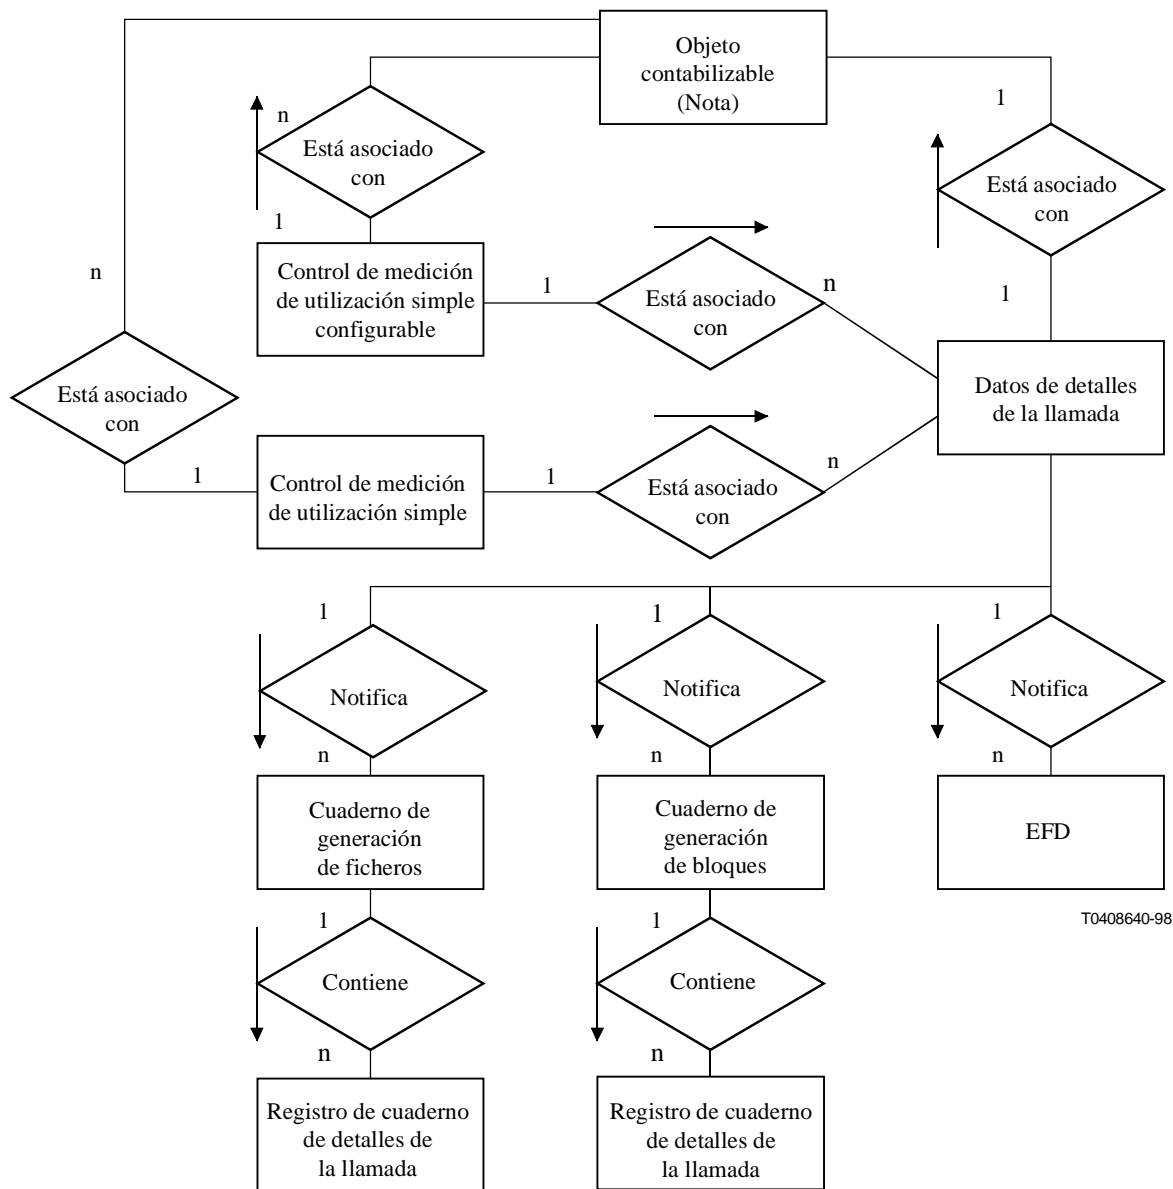 Objeto
contabilizable
(Nota)
1
n
Está asociado
con
Está asociado
con
1
n
Control de medición
de utilización simple
configurable
1
Está asociado
con
n
1
Datos de detalles
de la llamada
Está asociado
con
1
Control de medición
de utilización simple
1
Está asociado
con
n
1
1
1
Notifica
Notifica
Notifica
n
n
n
Cuaderno de
generación
de ficheros
Cuaderno de
generación
de bloques
EFD
T0408640-98
1
1
Contiene
Contiene
n
n
Registro de cuaderno
de detalles de
la llamada
Registro de cuaderno
de detalles de
la llamada